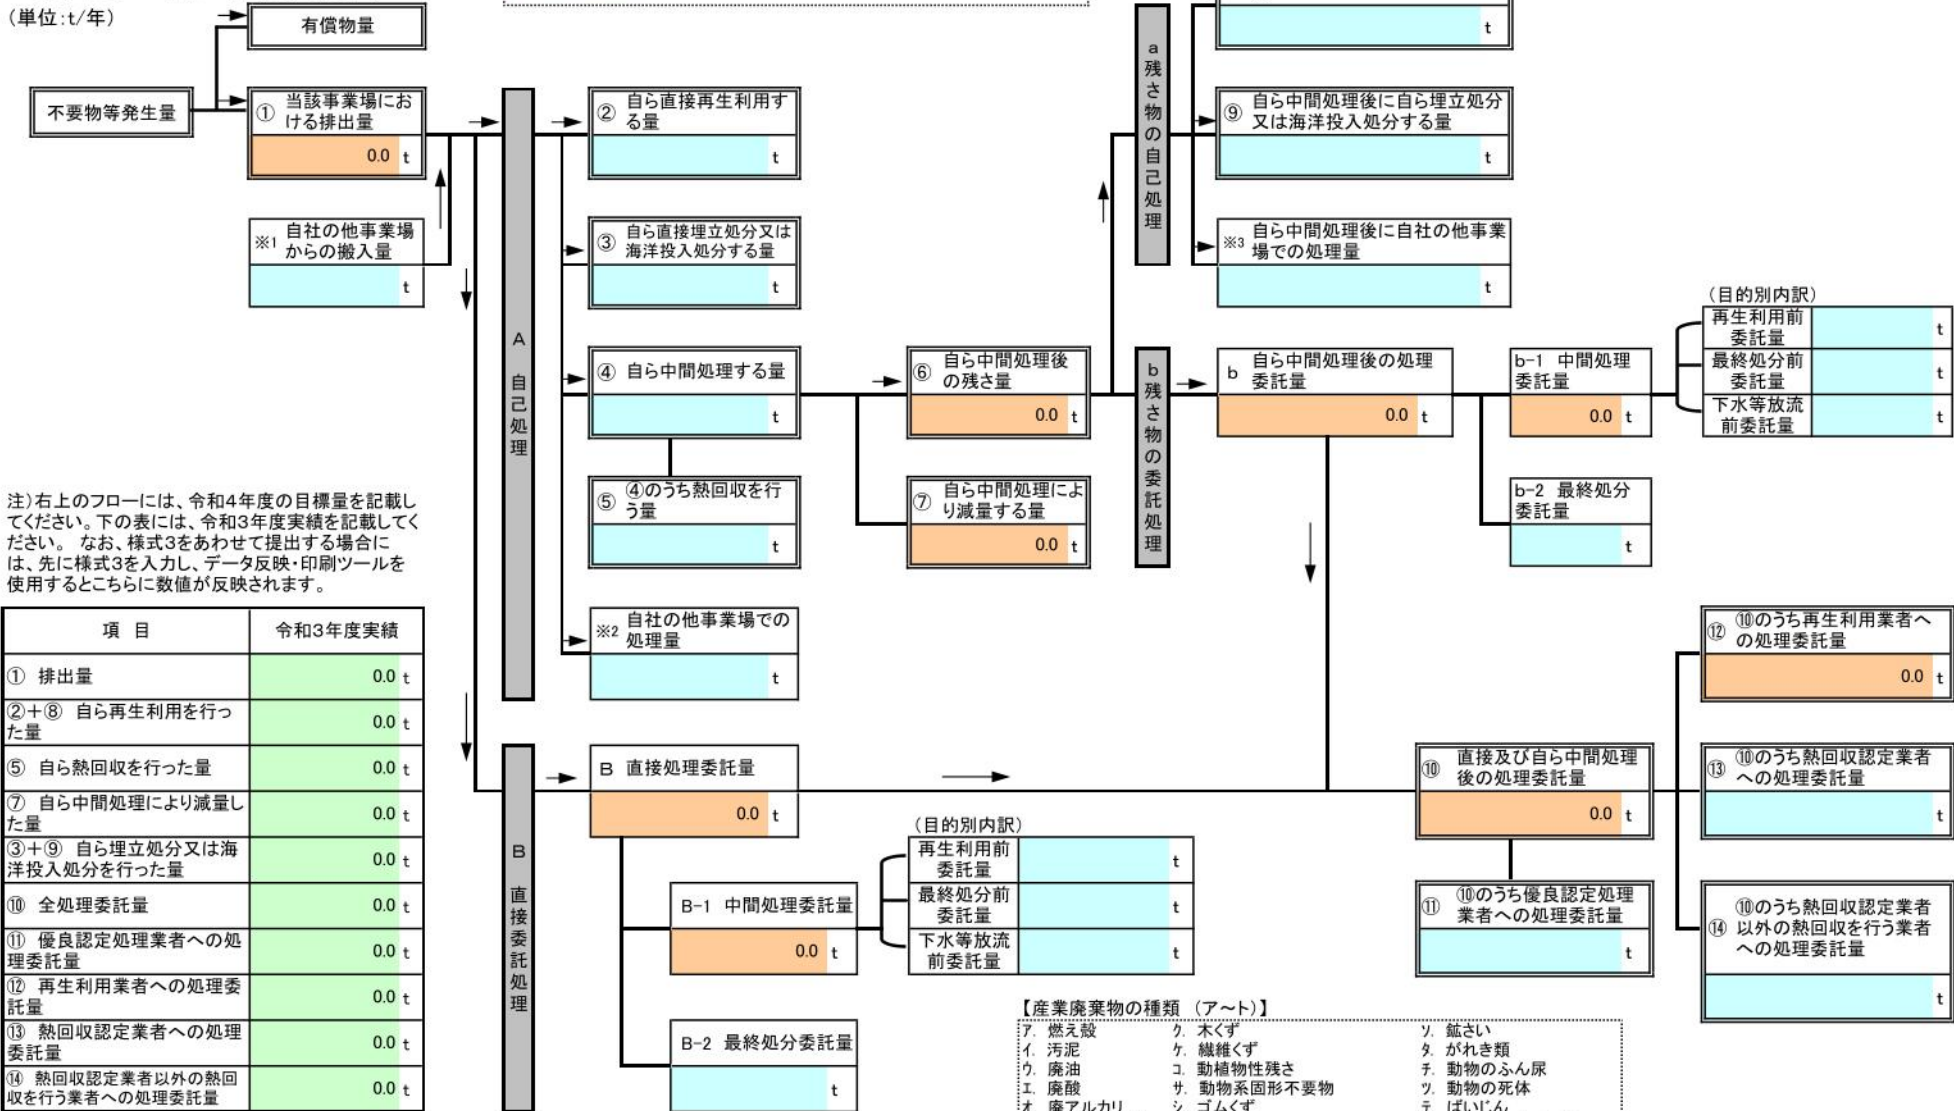 (単位:t/年)
有償物量
不要物等発生量
① 当該事業場にお
ける排出量
0.0 t
※1 自社の他事業場
からの搬入量
t
A 自己処理
② 自ら直接再生利用す
る量
t
③ 自ら直接埋立処分又は
海洋投入処分する量
t
④ 自ら中間処理する量
t
⑤ ④のうち熱回収を行
う量
t
※2 自社の他事業場での
処理量
t
⑥ 自ら中間処理後
の残さ量
0.0 t
⑦ 自ら中間処理によ
り減量する量
0.0 t
a 残さ物の自己処理
t
⑨ 自ら中間処理後に自ら埋立処分
又は海洋投入処分する量
t
※3 自ら中間処理後に自社の他事業
場での処理量
t
b 残さ物の委託処理
b 自ら中間処理後の処理
委託量
0.0 t
b-1 中間処理
委託量
0.0 t
(目的別内訳)
再生利用前
委託量
t
最終処分前
委託量
t
下水等放流
前委託量
t
b-2 最終処分
委託量
t
注)右上のフローには、令和4年度の目標量を記載し
てください。下の表には、令和3年度実績を記載してく
ださい。 なお、様式3をあわせて提出する場合に
は、先に様式3を入力し、データ反映・印刷ツールを
使用するとこちらに数値が反映されます。
項 目 令和3年度実績
① 排出量 0.0 t
②+⑧ 自ら再生利用を行っ
た量 0.0 t
⑤ 自ら熱回収を行った量 0.0 t
⑦ 自ら中間処理により減量し
た量 0.0 t
③+⑨ 自ら埋立処分又は海
洋投入処分を行った量 0.0 t
⑩ 全処理委託量 0.0 t
⑪ 優良認定処理業者への処
理委託量 0.0 t
⑫ 再生利用業者への処理委
託量 0.0 t
⑬ 熱回収認定業者への処理
委託量 0.0 t
⑭ 熱回収認定業者以外の熱回
収を行う業者への処理委託量 0.0 t
B 直接委託処理
B 直接処理委託量
0.0 t
B-1 中間処理委託量
0.0 t
(目的別内訳)
再生利用前
委託量
t
最終処分前
委託量
t
下水等放流
前委託量
t
B-2 最終処分委託量
t
⑩ 直接及び自ら中間処理
後の処理委託量
0.0 t
⑪ ⑩のうち優良認定処理
業者への処理委託量
t
⑫ ⑩のうち再生利用業者へ
の処理委託量
0.0 t
⑬ ⑩のうち熱回収認定業者
への処理委託量
t
⑭ ⑩のうち熱回収認定業者
以外の熱回収を行う業者
への処理委託量
t
【産業廃棄物の種類 (ア~ト)】
ア. 燃え殻 ク. 木くず ソ. 鉱さい
イ. 汚泥 ケ. 繊維くず タ. がれき類
ウ. 廃油 コ. 動植物性残さ チ. 動物のふん尿
エ. 廃酸 サ. 動物系固形不要物 ツ. 動物の死体
オ. 廃アルカリ シ. ゴムくず テ. ばいじん